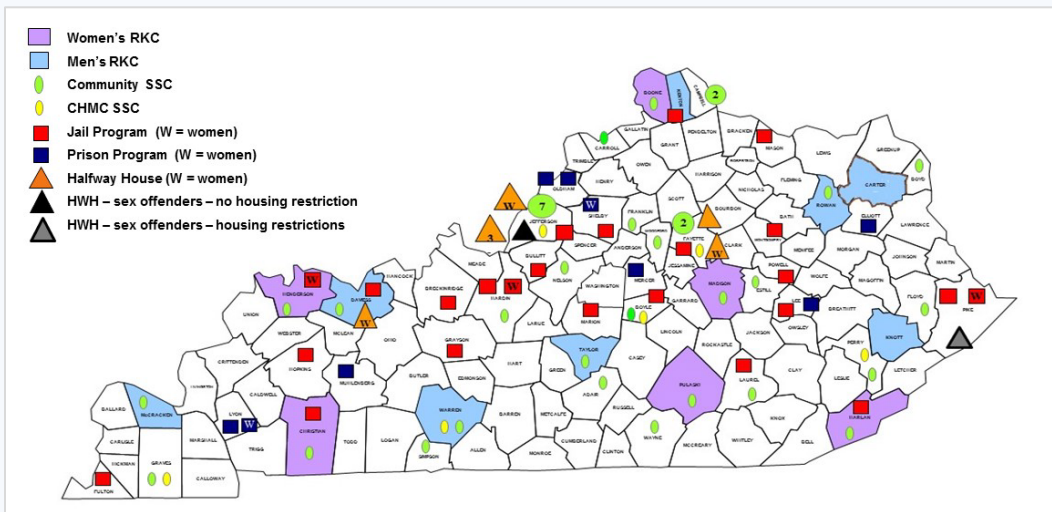 Women's RKC
Men's RKC
Community SSC
CHMC SSC
Jail Program (W = women)
Prison Program (W = women)
Halfway House (W = women)
HWH – sex offenders – no housing restriction
HWH – sex offenders – housing restrictions
BOONE
KENTON
CAMPBELL
2
GALLATIN
PENDELTON
BRACKEN
CARROLL
GRANT
MASON
LEWIS
GREENUP
TRIMBLE
OWEN
ROBERTSON
BOYD
HENRY
HARRISON
FLEMING
CARTER
OLDHAM
NICHOLAS
ROWAN
W
W
SHELBY
SCOTT
BOURBON
BATH
ELLIOTT
7
JEFFERSON
FRANKLIN
2
LAWRENCE
3
WOODFORD
FAYETTE
MONTGOMERY
SPENCER
ANDERSON
CLARK
W
MENIFEE
MORGAN
BULLITT
JESSAMINE
JOHNSON
MARTIN
MEADE
NELSON
MERCER
MADISON
POWELL
WOLFE
MAGOFFIN
HANCOCK
WASHINGTON
ESTILL
W
HENDERSON
DAVIESS
BRECKINRIDGE
HARDIN
W
GARRARD
LEE
BREATHITT
FLOYD
W
PIKE
UNION
W
MCLEAN
LARUE
MARION
BOYLE
OWSLEY
WEBSTER
OHIO
LINCOLN
JACKSON
KNOTT
GRAYSON
TAYLOR
ROCKCASTLE
PERRY
CRITTENDEN
HOPKINS
HART
GREEN
CASEY
CLAY
LESLIE
LETCHER
BUTLER
EDMONSON
LAUREL
MUHLENBERG
ADAIR
PULASKI
CALDWELL
LIVINGSTON
BALLARD
McCRACKEN
LYON
W
WARREN
BARREN
METCALFE
RUSSELL
KNOX
HARLAN
CHRISTIAN
CARLISLE
MARSHALL
TRIGG
TODD
LOGAN
WAYNE
MCCREARY
WHITLEY
BELL
CUMBERLAND
CLINTON
HICKMAN
GRAVES
SIMPSON
ALLEN
MONROE
CALLOWAY
FULTON